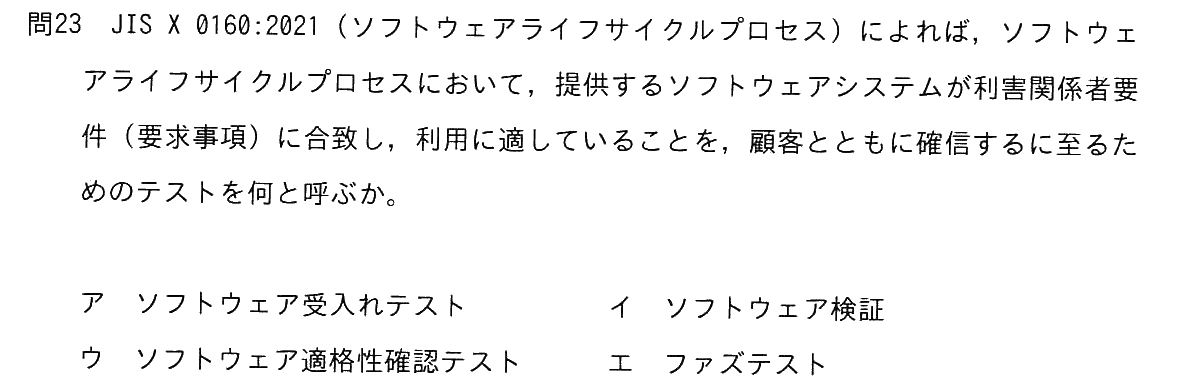 問23 JIS X 0160:2021（ソフトウェアライフサイクルプロセス）によれば，ソフトウェ
アライフサイクルプロセスにおいて，提供するソフトウェアシステムが利害関係者要
件（要求事項）に合致し，利用に適していることを，顧客とともに確信するに至るた
めのテストを何と呼ぶか。
ア ソフトウェア受入れテスト イ ソフトウェア検証
ウ ソフトウェア適格性確認テスト エ ファズテスト